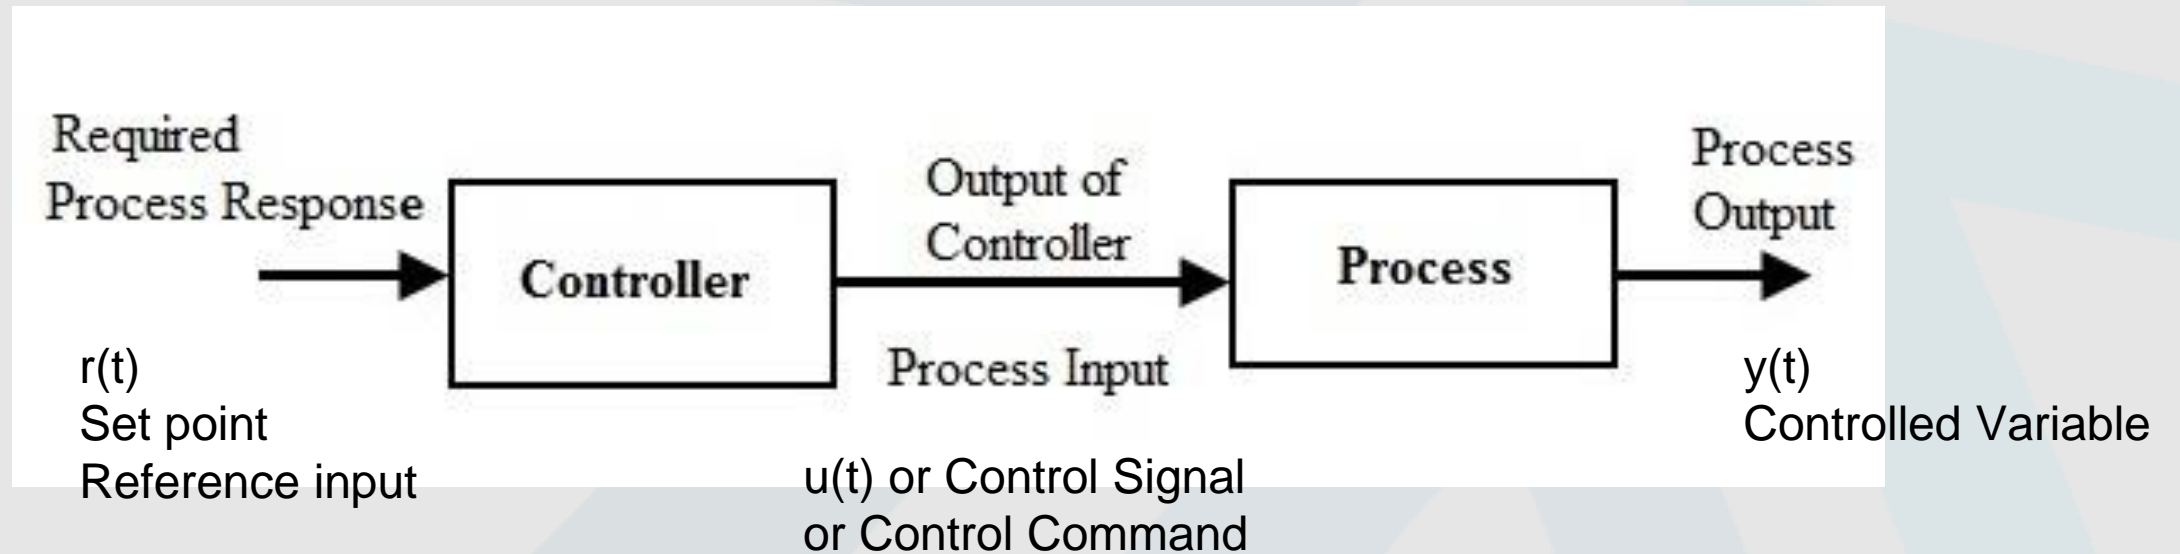 Required
Process Response
Controller
Output of
Controller
Process Input
Process
Process
Output
r(t)
Set point
Reference input
u(t) or Control Signal
or Control Command
y(t)
Controlled Variable